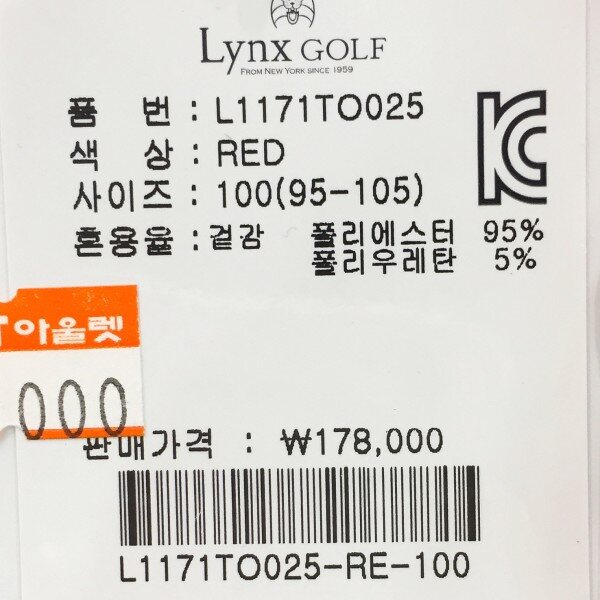 Lynx GOLF
FROM NEW YORK SINCE 1959
품 번 : L1171TO025
색 상 : RED
사이즈 : 100(95-105)
혼용율 : 겉감 폴리에스터 95%
폴리우레탄 5%
아울렛
000
판매가격 : ₩178,000
L1171TO025-RE-100